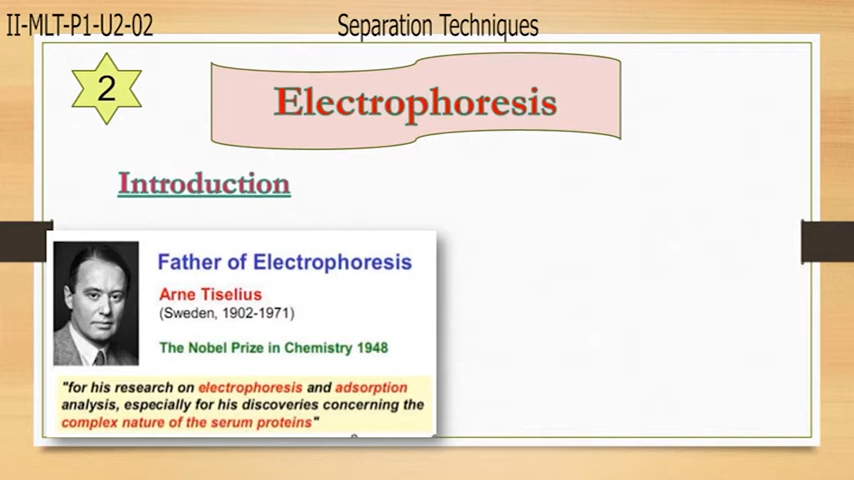 II-MLT-P1-U2-02
Separation Techniques
2
Electrophoresis
Introduction
Father of Electrophoresis
Arne Tiselius
(Sweden, 1902-1971)
The Nobel Prize in Chemistry 1948
"for his research on electrophoresis and adsorption
analysis, especially for his discoveries concerning the
complex nature of the serum proteins"